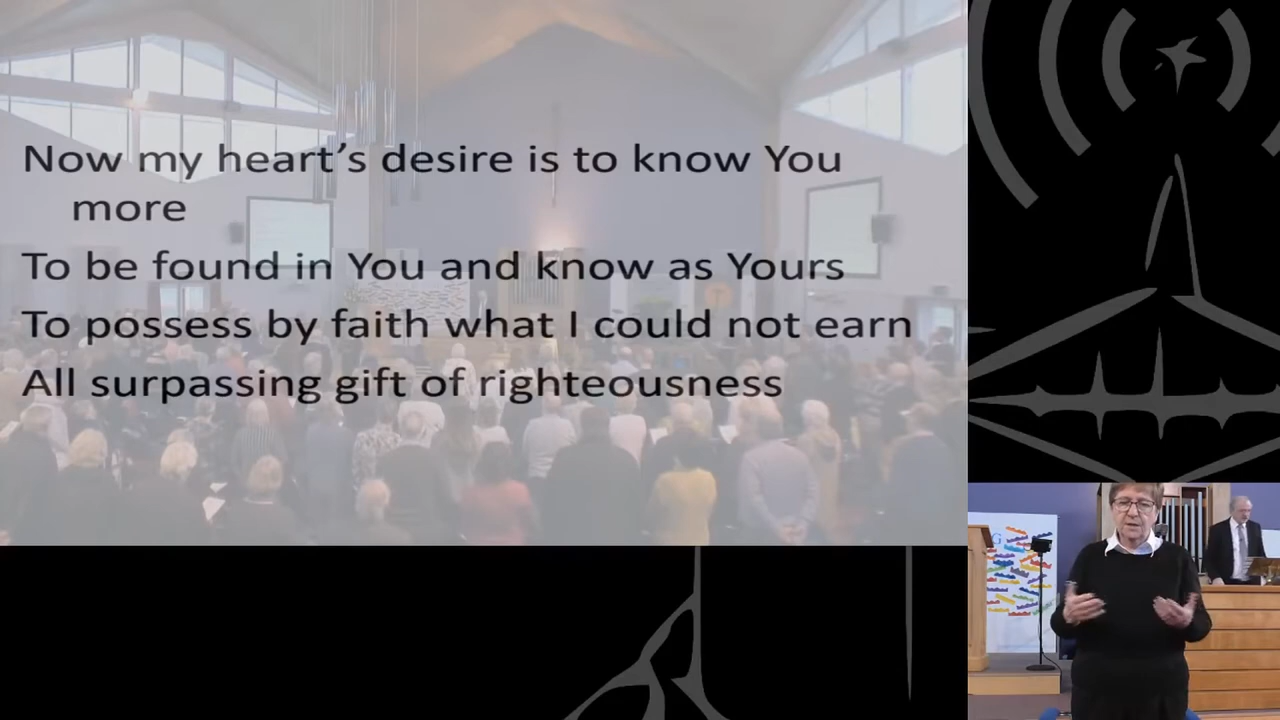 Now my heart’s desire is to know You
more
To be found in You and know as Yours
To possess by faith what I could not earn
All surpassing gift of righteousness